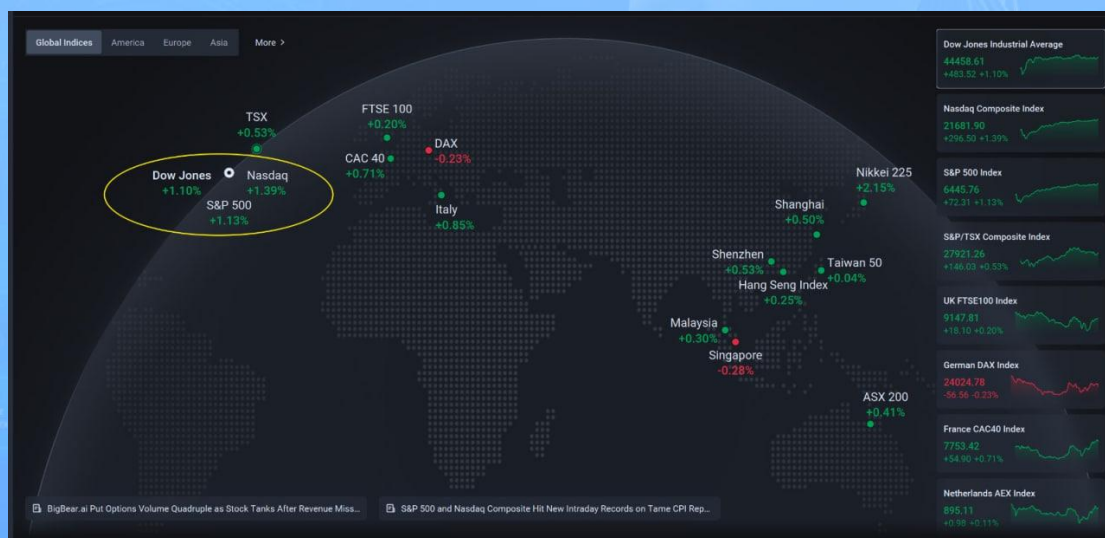 Global Indices America Europe Asia More >
TSX
+0.53%
Dow Jones
+1.10%
Nasdaq
+1.39%
S&P 500
+1.13%
FTSE 100
+0.20%
CAC 40
+0.71%
DAX
-0.23%
Italy
+0.85%
Nikkei 225
+2.15%
Shanghai
+0.50%
Shenzhen
+0.53%
Taiwan 50
+0.04%
Hang Seng Index
+0.25%
Malaysia
+0.30%
Singapore
-0.28%
ASX 200
+0.41%
BigBear.ai Put Options Volume Quadruple as Stock Tanks After Revenue Miss...
S&P 500 and Nasdaq Composite Hit New Intraday Records on Tame CPI Rep...
Dow Jones Industrial Average
44458.61
+483.52 +1.10%
Nasdaq Composite Index
21681.90
+296.50 +1.39%
S&P 500 Index
6445.76
+72.31 +1.13%
S&P/TSX Composite Index
27921.26
+146.03 +0.53%
UK FTSE100 Index
9147.81
+18.10 +0.20%
German DAX Index
24024.78
-56.56 -0.23%
France CAC40 Index
7753.42
+54.90 +0.71%
Netherlands AEX Index
895.11
+0.98 +0.11%